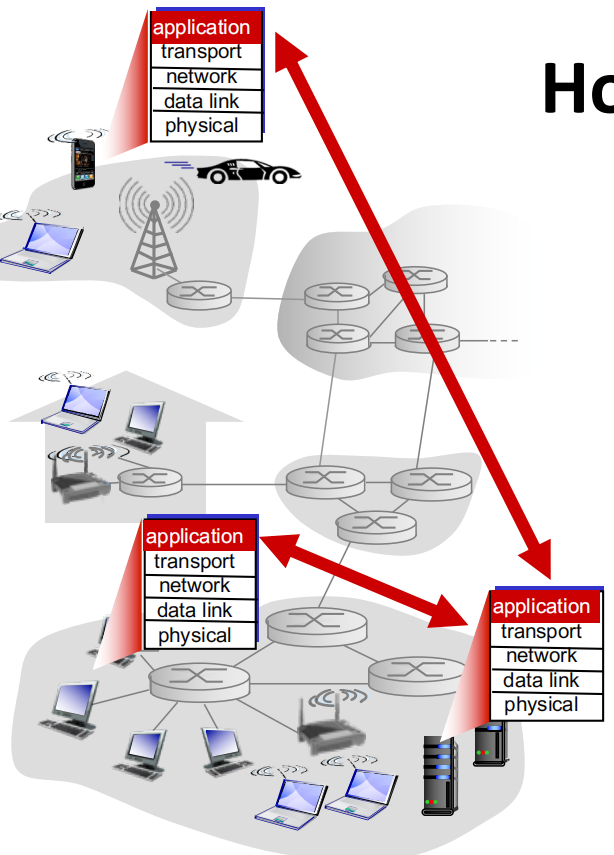 application
transport
network
data link
physical
Ho
application
transport
network
data link
physical
application
transport
network
data link
physical